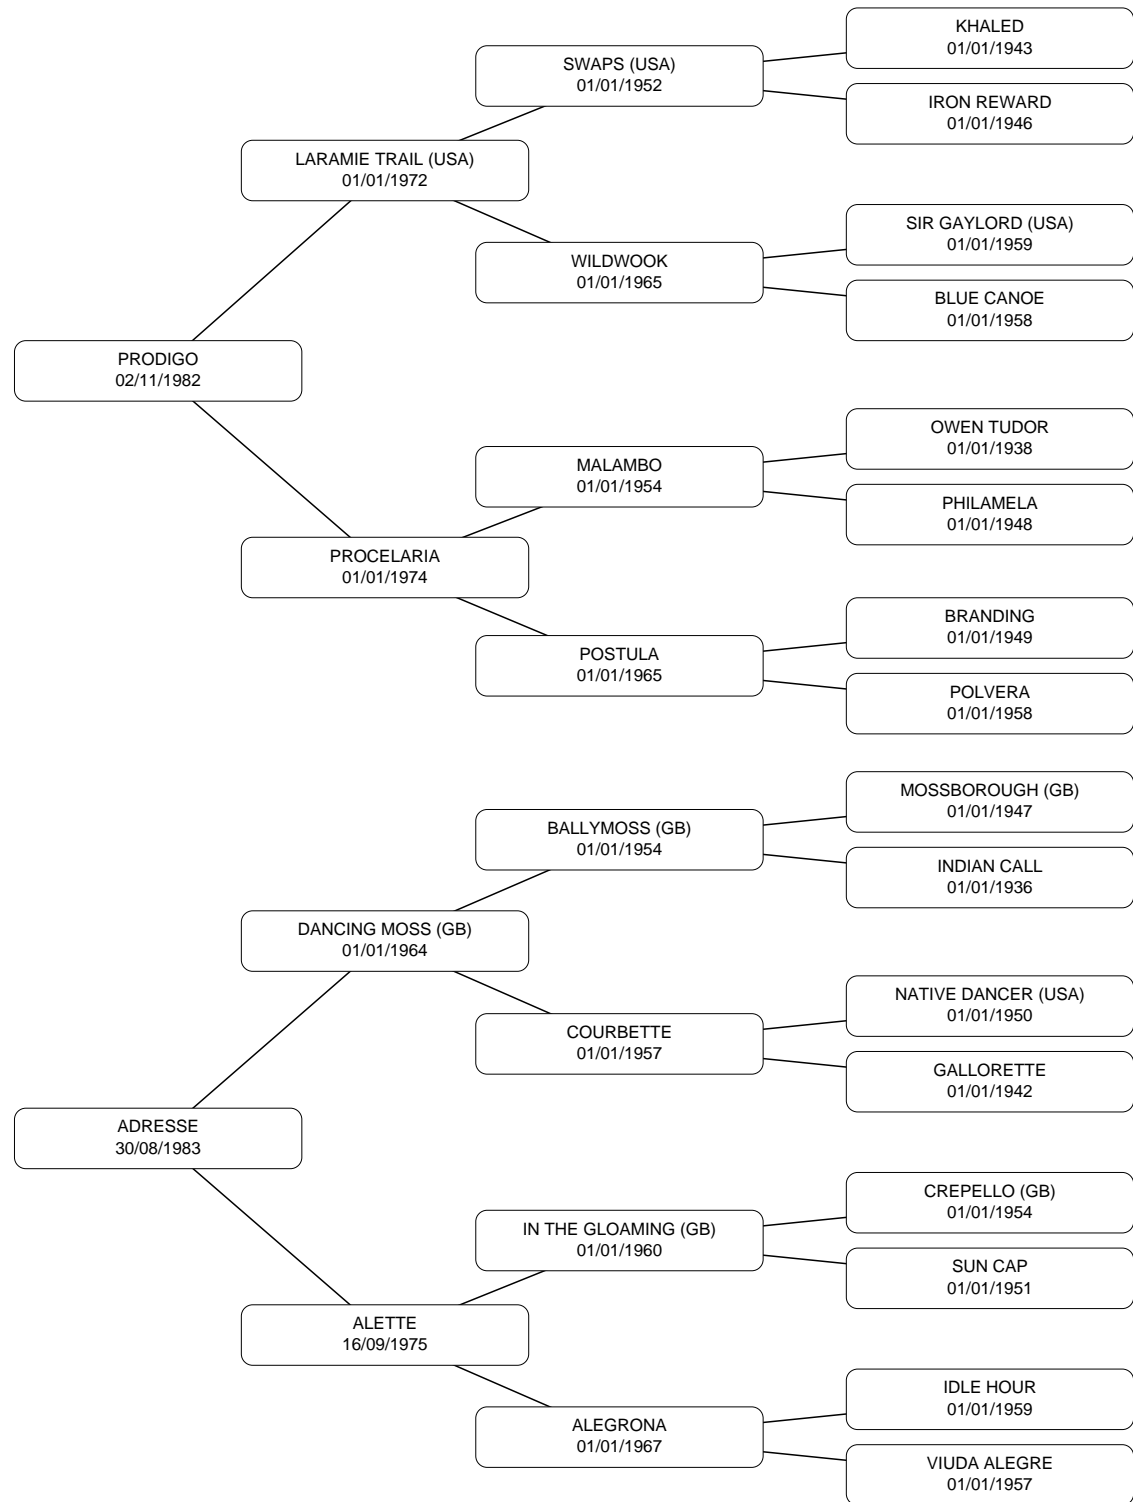 KHALED
01/01/1943
SWAPS (USA)
01/01/1952
IRON REWARD
01/01/1946
LARAMIE TRAIL (USA)
01/01/1972
SIR GAYLORD (USA)
01/01/1959
WILDWOOK
01/01/1965
BLUE CANOE
01/01/1958
PRODIGO
02/11/1982
OWEN TUDOR
01/01/1938
MALAMBO
01/01/1954
PHILAMELA
01/01/1948
PROCELARIA
01/01/1974
BRANDING
01/01/1949
POSTULA
01/01/1965
POLVERA
01/01/1958
MOSSBOROUGH (GB)
01/01/1947
BALLYMOSS (GB)
01/01/1954
INDIAN CALL
01/01/1936
DANCING MOSS (GB)
01/01/1964
NATIVE DANCER (USA)
01/01/1950
COURBETTE
01/01/1957
GALLORETTE
01/01/1942
ADRESSE
30/08/1983
CREPELLO (GB)
01/01/1954
IN THE GLOAMING (GB)
01/01/1960
SUN CAP
01/01/1951
ALETTE
16/09/1975
IDLE HOUR
01/01/1959
ALEGRONA
01/01/1967
VIUDA ALEGRE
01/01/1957